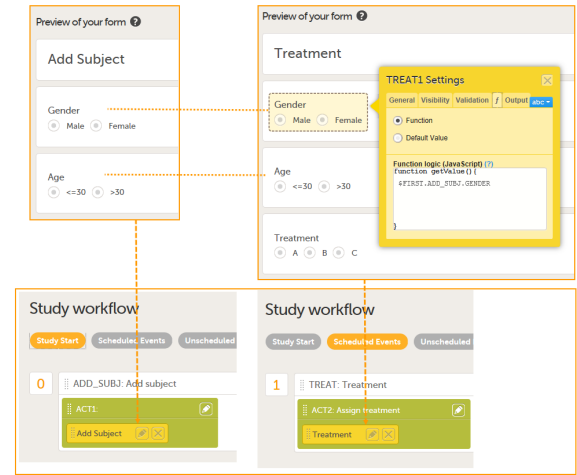 Preview of your form ?
Add Subject
Gender
Male Female
Age
<=30 >30
Preview of your form ?
Treatment
Gender
Male Female
Age
<=30 >30
Treatment
A B C
TREAT1 Settings
General Visibility Validation f Output abc
Function
Default Value
Function logic (JavaScript) (?)
function getValue() {
$FIRST.ADD_SUBJ.GENDER
}
Study workflow
Study Start Scheduled Events Unscheduled
0 ADD_SUBJ: Add subject
ACT1:
Add Subject
Study workflow
Study Start Scheduled Events Unscheduled
1 TREAT: Treatment
ACT2: Assign treatment
Treatment